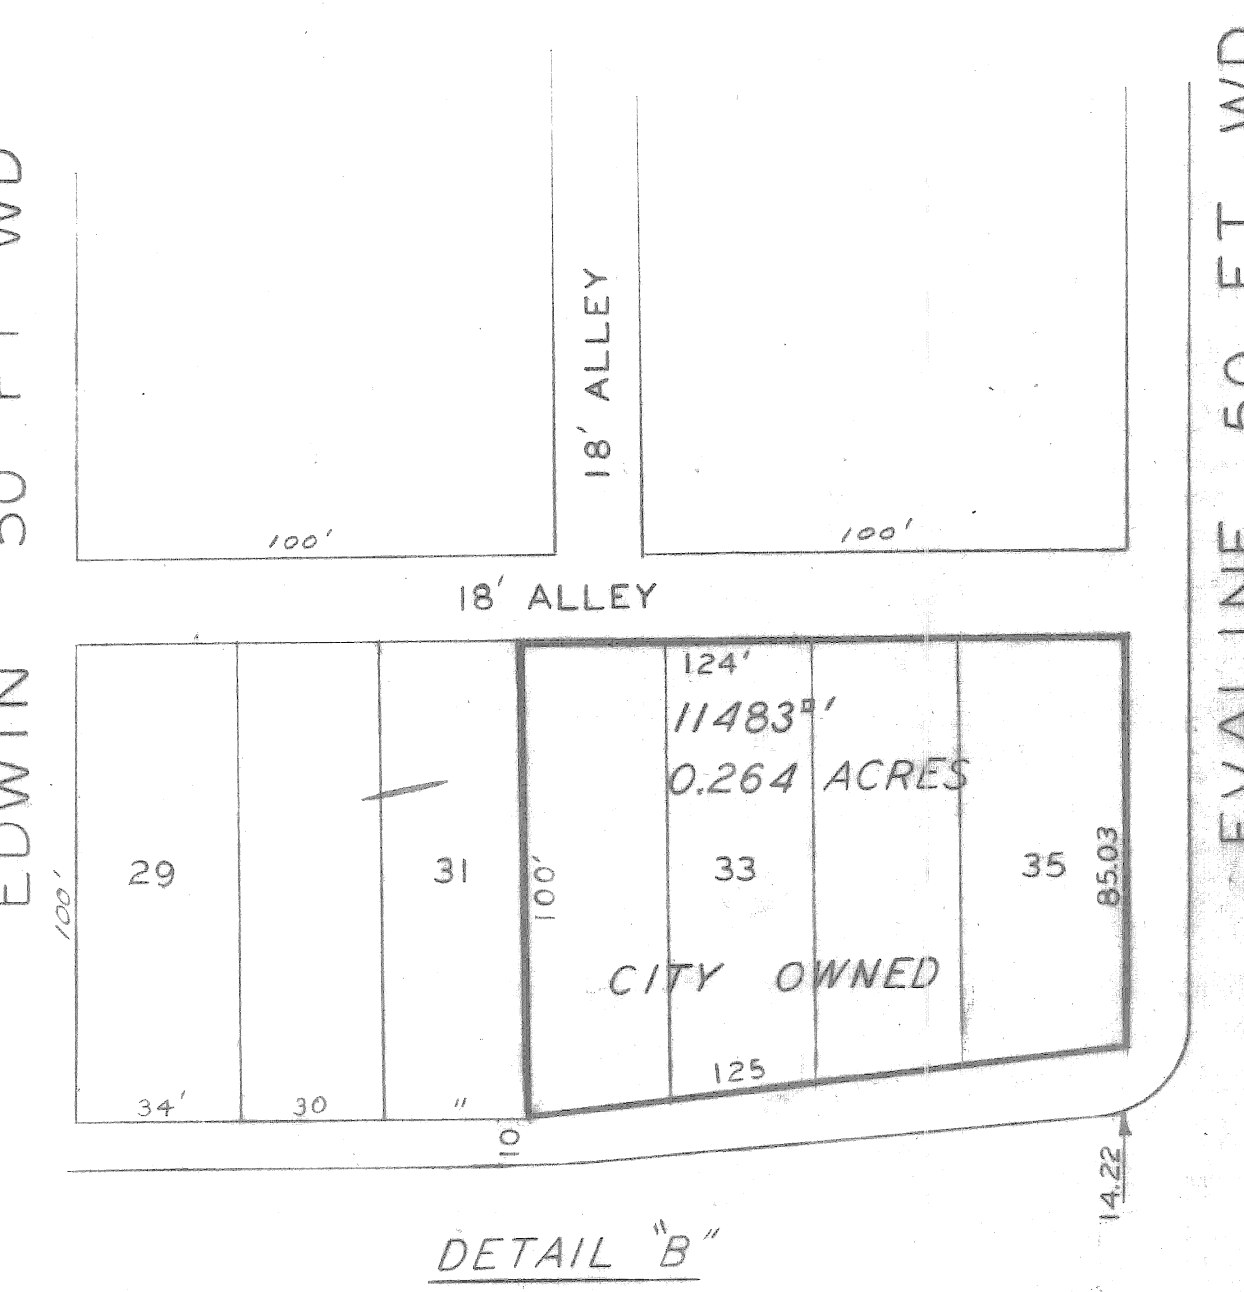 EDWIN 50 FT WD
EVALINE 50 FT WD
18' ALLEY
100'
100'
18' ALLEY
124'
11483□'
0.264 ACRES
29
31
33
35
100'
100'
85.03
CITY OWNED
125
34'
30
"
10
14.22
DETAIL "B"